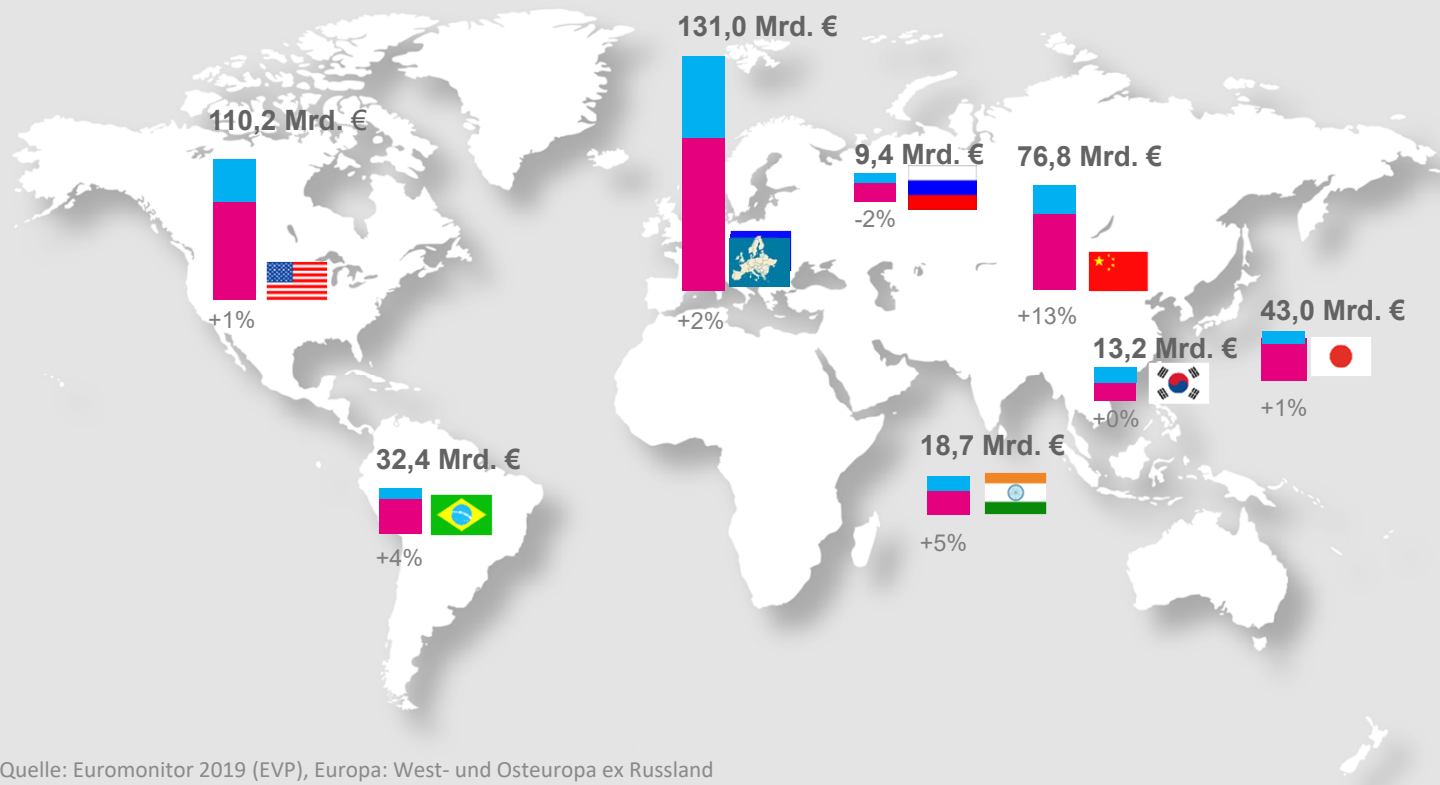 131,0 Mrd. €
110,2 Mrd. €
9,4 Mrd. €
76,8 Mrd. €
-2%
+1%
+2%
+13%
43,0 Mrd. €
13,2 Mrd. €
+0%
+1%
32,4 Mrd. €
18,7 Mrd. €
+4%
+5%
Quelle: Euromonitor 2019 (EVP), Europa: West- und Osteuropa ex Russland